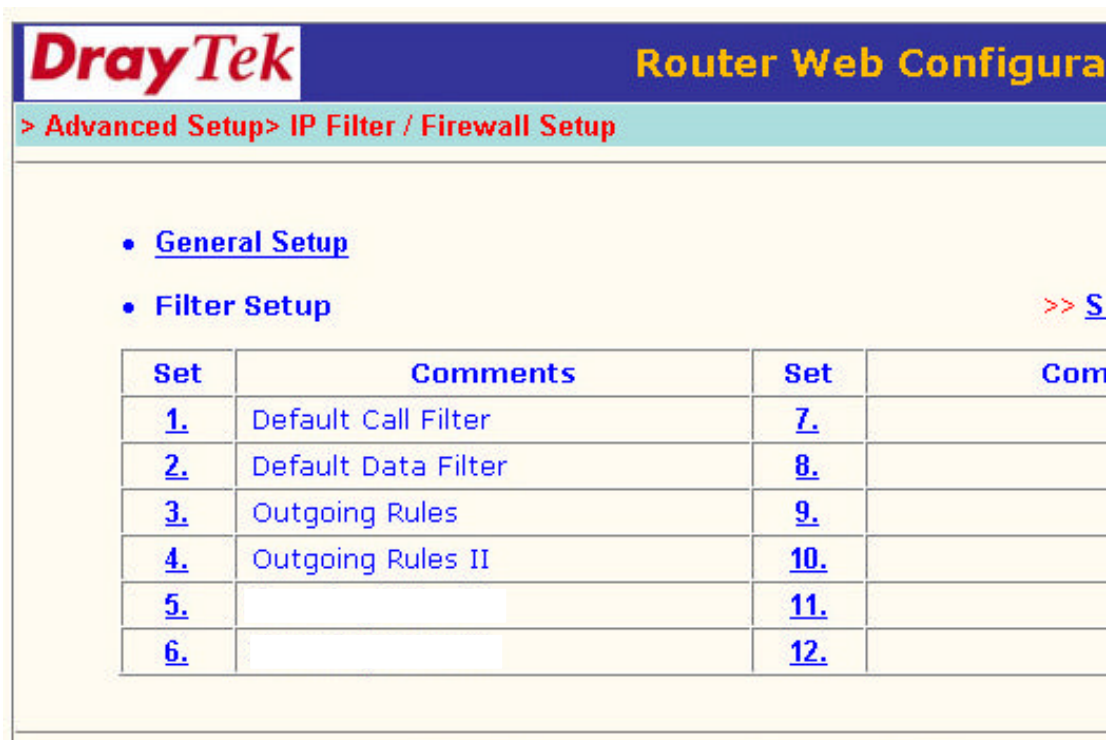 DrayTek
Router Web Configura
> Advanced Setup> IP Filter / Firewall Setup
• General Setup
• Filter Setup >> S
Set Comments Set Com
1. Default Call Filter 7.
2. Default Data Filter 8.
3. Outgoing Rules 9.
4. Outgoing Rules II 10.
5. 11.
6. 12.